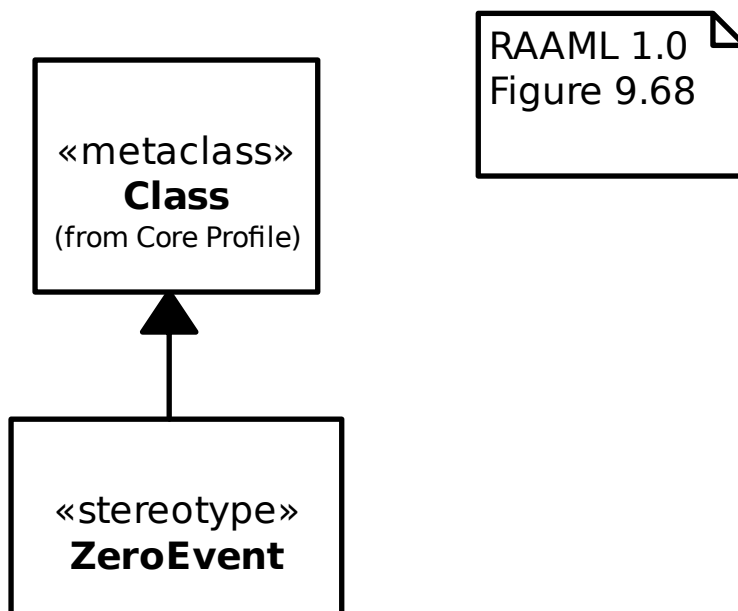 «metaclass»
Class
(from Core Profile)
RAAML 1.0
Figure 9.68
«stereotype»
ZeroEvent